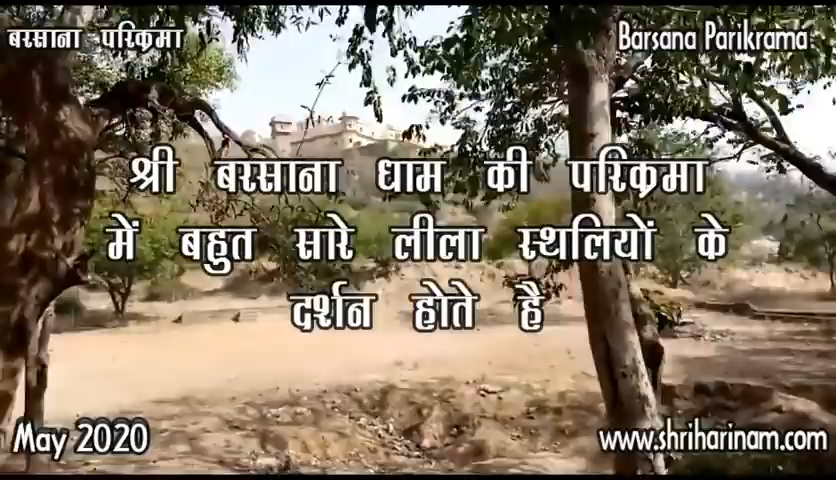 बरसाना परिक्रमा
Barsana Parikrama
श्री बरसाना धाम की परिक्रमा
में बहुत सारे लीला स्थलियों के
दर्शन होते है
May 2020
www.shriharinam.com